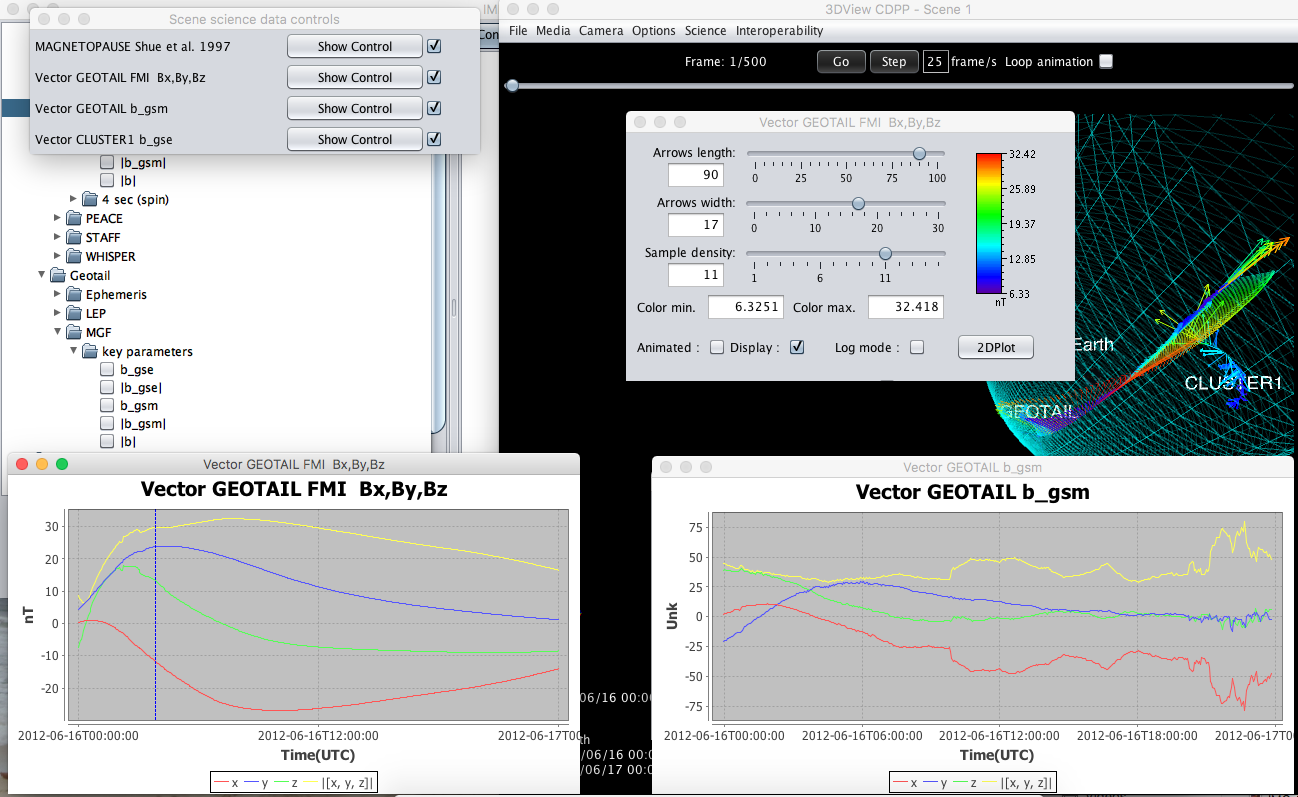 Scene science data controls
MAGNETOPAUSE Shue et al. 1997 Show Control
Vector GEOTAIL FMI Bx,By,Bz Show Control
Vector GEOTAIL b_gsm Show Control
Vector CLUSTER1 b_gse Show Control
|b_gsm|
|b|
4 sec (spin)
PEACE
STAFF
WHISPER
Geotail
Ephemeris
LEP
MGF
key parameters
b_gse
|b_gse|
b_gsm
|b_gsm|
|b|
3DView CDPP - Scene 1
File Media Camera Options Science Interoperability
Frame: 1/500 Go Step 25 frame/s Loop animation
Vector GEOTAIL FMI Bx,By,Bz
Arrows length:
90
0 25 50 75 100
Arrows width:
17
0 10 20 30
Sample density:
11
1 6 11
32.42
25.89
19.37
12.85
6.33
nT
Color min. 6.3251 Color max. 32.418
Animated : Display : Log mode : 2DPlot
Earth
CLUSTER1
GEOTAIL
Vector GEOTAIL FMI Bx,By,Bz
Vector GEOTAIL FMI Bx,By,Bz
30
20
10
0
-10
-20
nT
2012-06-16T00:00:00 2012-06-16T12:00:00 2012-06-17T00:
Time(UTC)
x y z |[x, y, z]|
06/16 00:0
/06/16 00:0
/06/17 00:0
Vector GEOTAIL b_gsm
Vector GEOTAIL b_gsm
75
50
25
0
-25
-50
-75
Unk
2012-06-16T00:00:00 2012-06-16T06:00:00 2012-06-16T12:00:00 2012-06-16T18:00:00 2012-06-17T0
Time(UTC)
x y z |[x, y, z]|